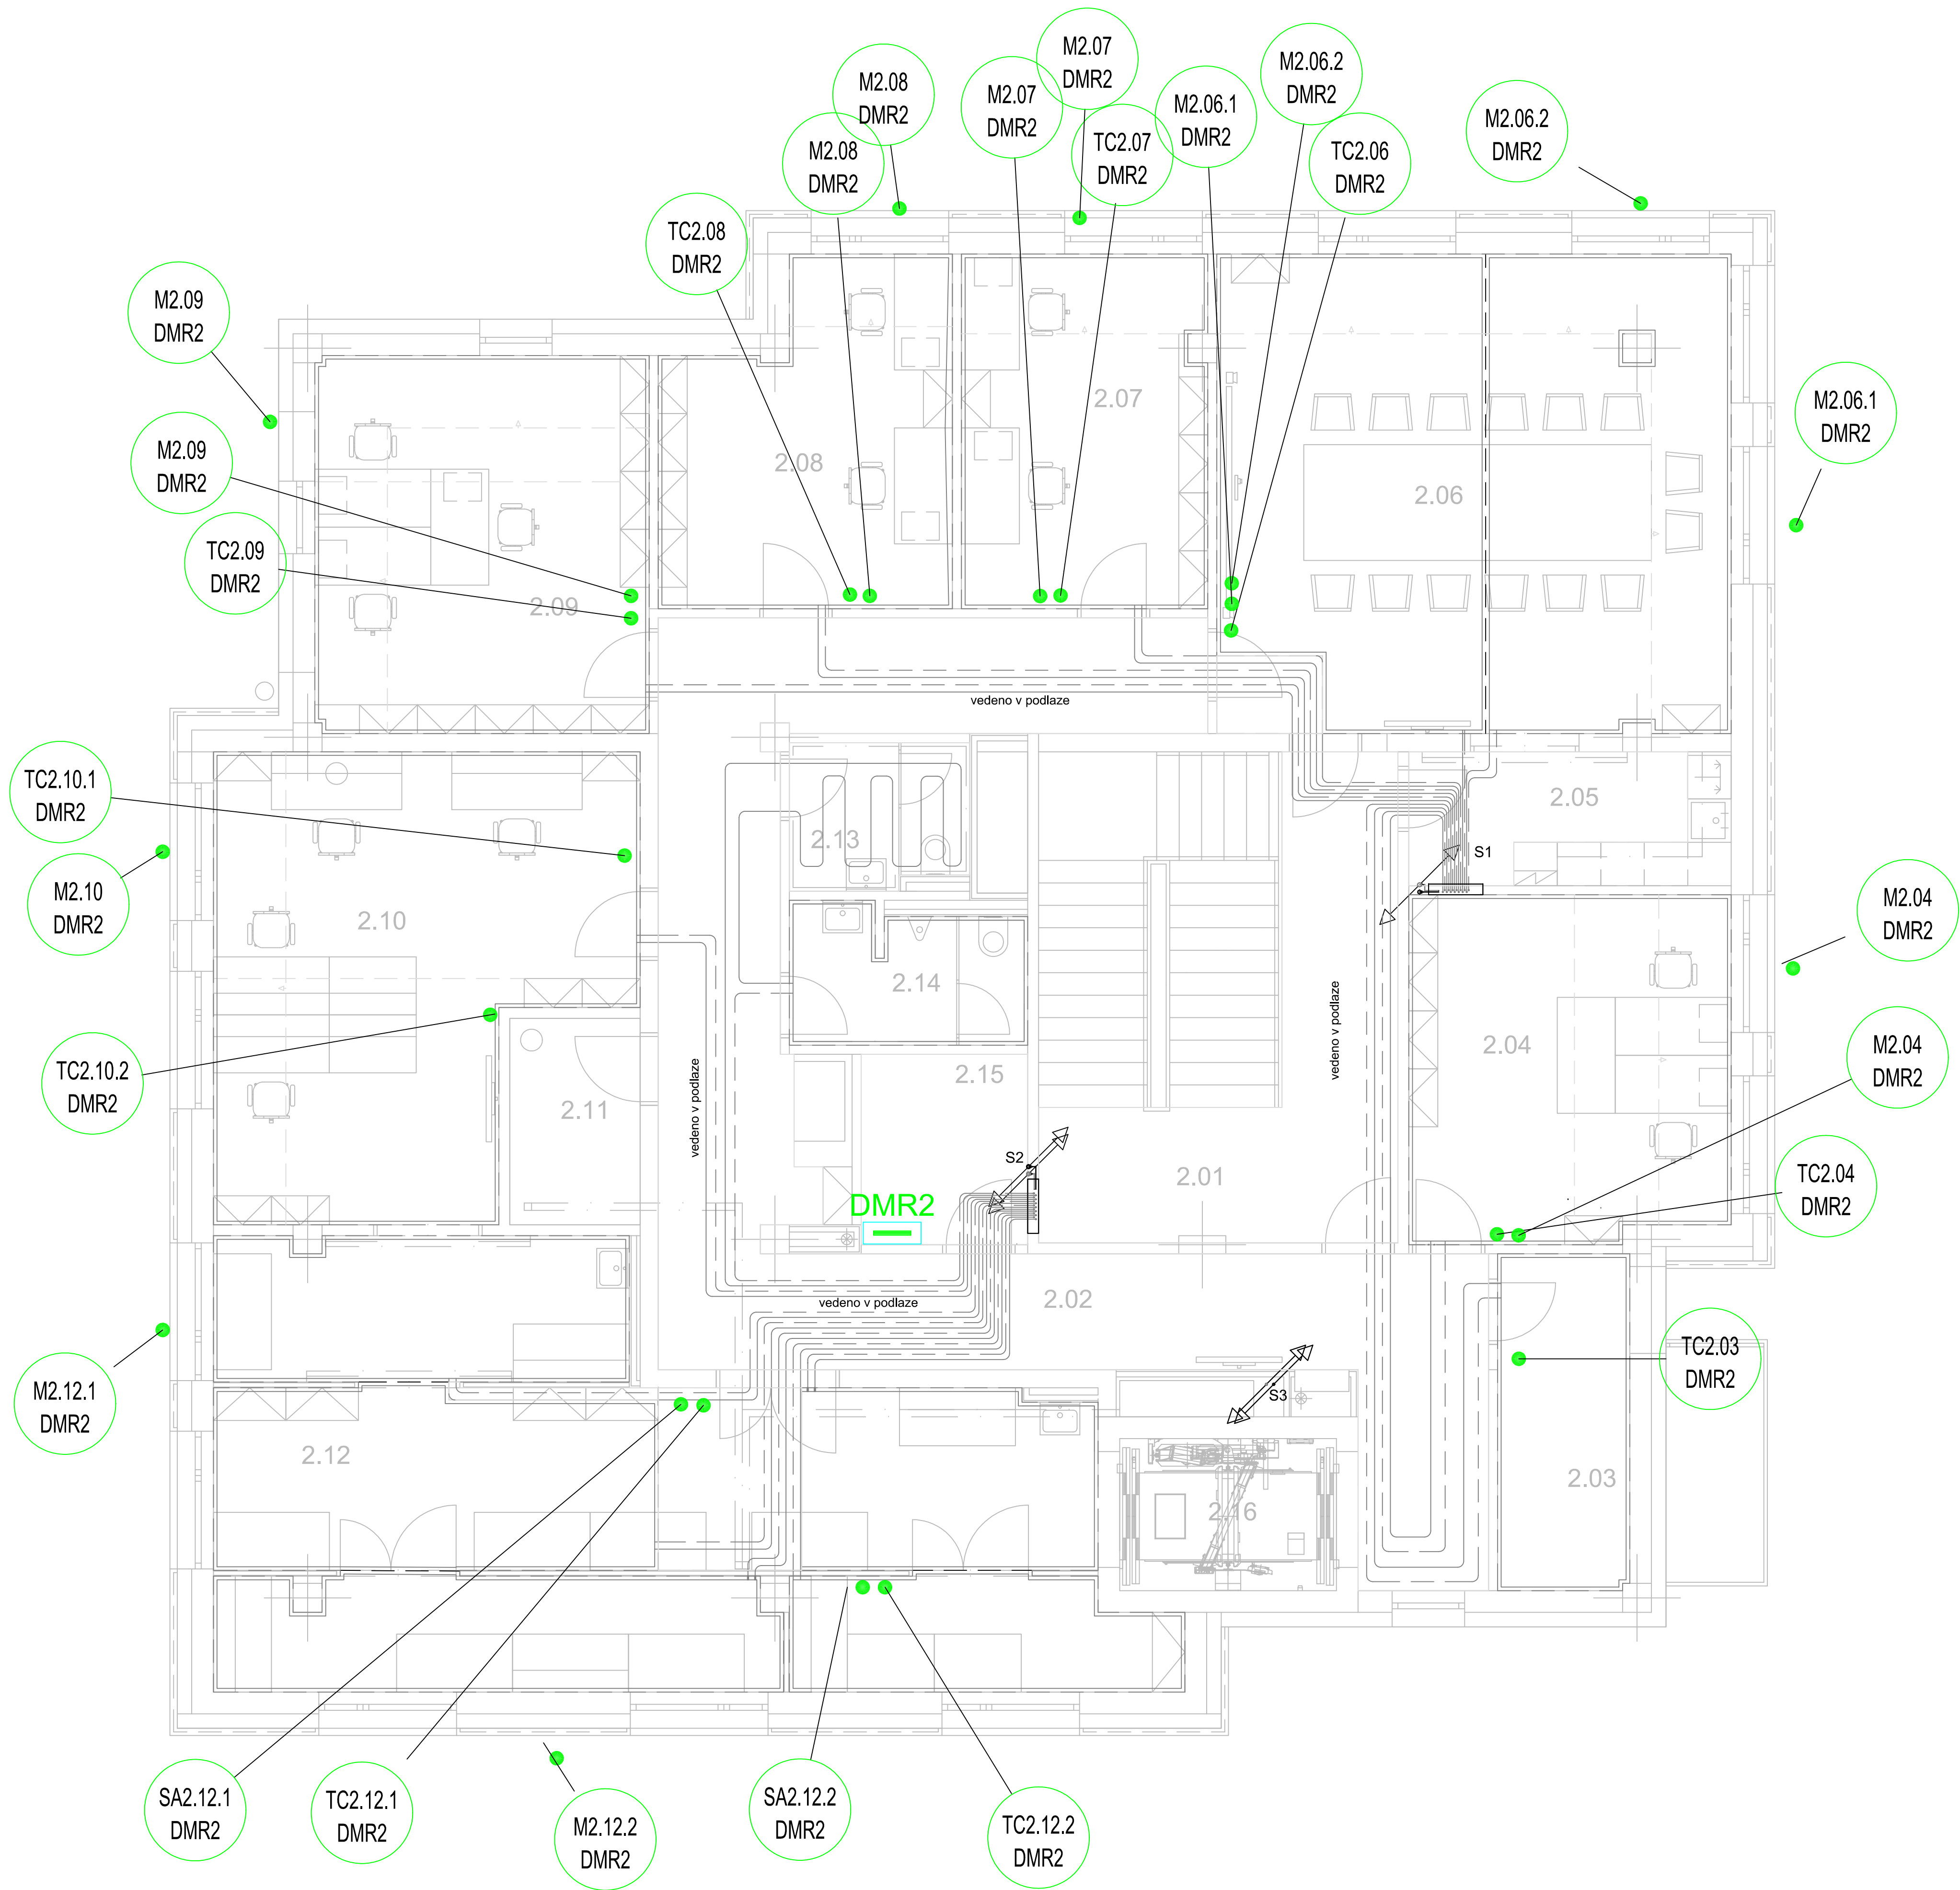 M2.07
DMR2
M2.08
DMR2
M2.07
DMR2
M2.06.1
DMR2
M2.06.2
DMR2
M2.06.2
DMR2
M2.08
DMR2
TC2.07
DMR2
TC2.06
DMR2
TC2.08
DMR2
M2.09
DMR2
M2.06.1
DMR2
M2.09
DMR2
TC2.09
DMR2
2.07
2.08
2.06
2.09
vedeno v podlaze
TC2.10.1
DMR2
2.05
2.13
S1
M2.10
DMR2
2.10
M2.04
DMR2
2.14
vedeno v podlaze
2.04
M2.04
DMR2
TC2.10.2
DMR2
2.15
2.11
vedeno v podlaze
S2
2.01
TC2.04
DMR2
DMR2
vedeno v podlaze
2.02
TC2.03
DMR2
M2.12.1
DMR2
S3
2.12
2.03
2.16
SA2.12.1
DMR2
TC2.12.1
DMR2
M2.12.2
DMR2
SA2.12.2
DMR2
TC2.12.2
DMR2